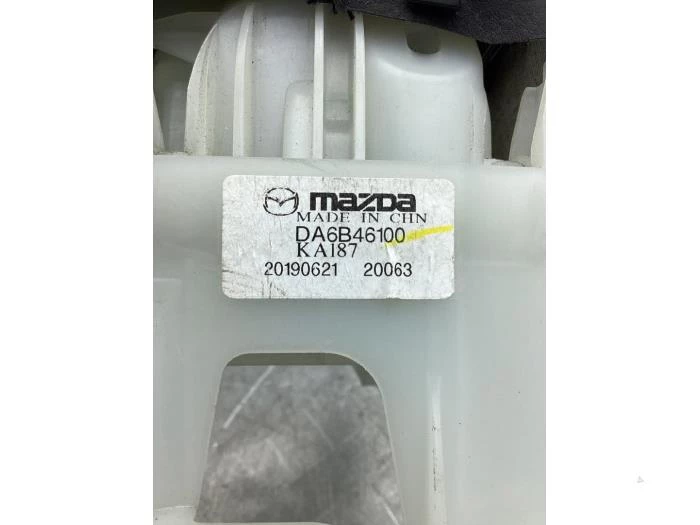 mazda
MADE IN CHN
DA6B46100
KA187
20190621 20063